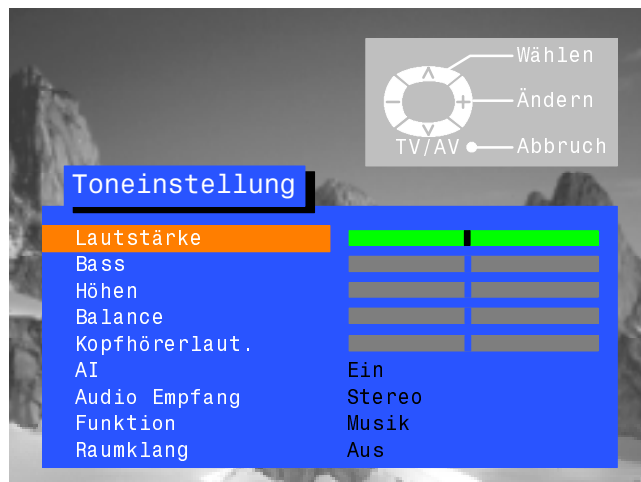 Wählen
Ändern
TV/AV Abbruch
Toneinstellung
Lautstärke
Bass
Höhen
Balance
Kopfhörerlaut.
AI Ein
Audio Empfang Stereo
Funktion Musik
Raumklang Aus